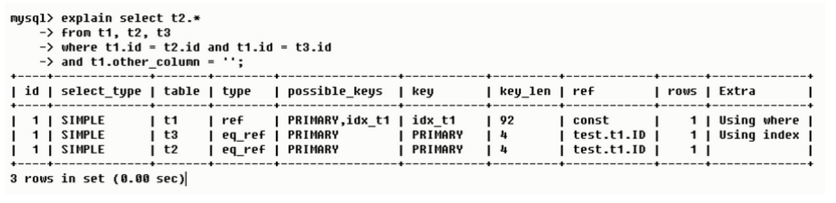 mysql> explain select t2.*
    -> from t1, t2, t3
    -> where t1.id = t2.id and t1.id = t3.id
    -> and t1.other_column = '';
+----+-------------+-------+--------+----------------+---------+---------+------------+------+-------------+
| id | select_type | table | type | possible_keys | key | key_len | ref | rows | Extra |
+----+-------------+-------+--------+----------------+---------+---------+------------+------+-------------+
| 1 | SIMPLE | t1 | ref | PRIMARY,idx_t1 | idx_t1 | 92 | const | 1 | Using where |
| 1 | SIMPLE | t3 | eq_ref | PRIMARY | PRIMARY | 4 | test.t1.ID | 1 | Using index |
| 1 | SIMPLE | t2 | eq_ref | PRIMARY | PRIMARY | 4 | test.t1.ID | 1 | |
+----+-------------+-------+--------+----------------+---------+---------+------------+------+-------------+
3 rows in set (0.00 sec)